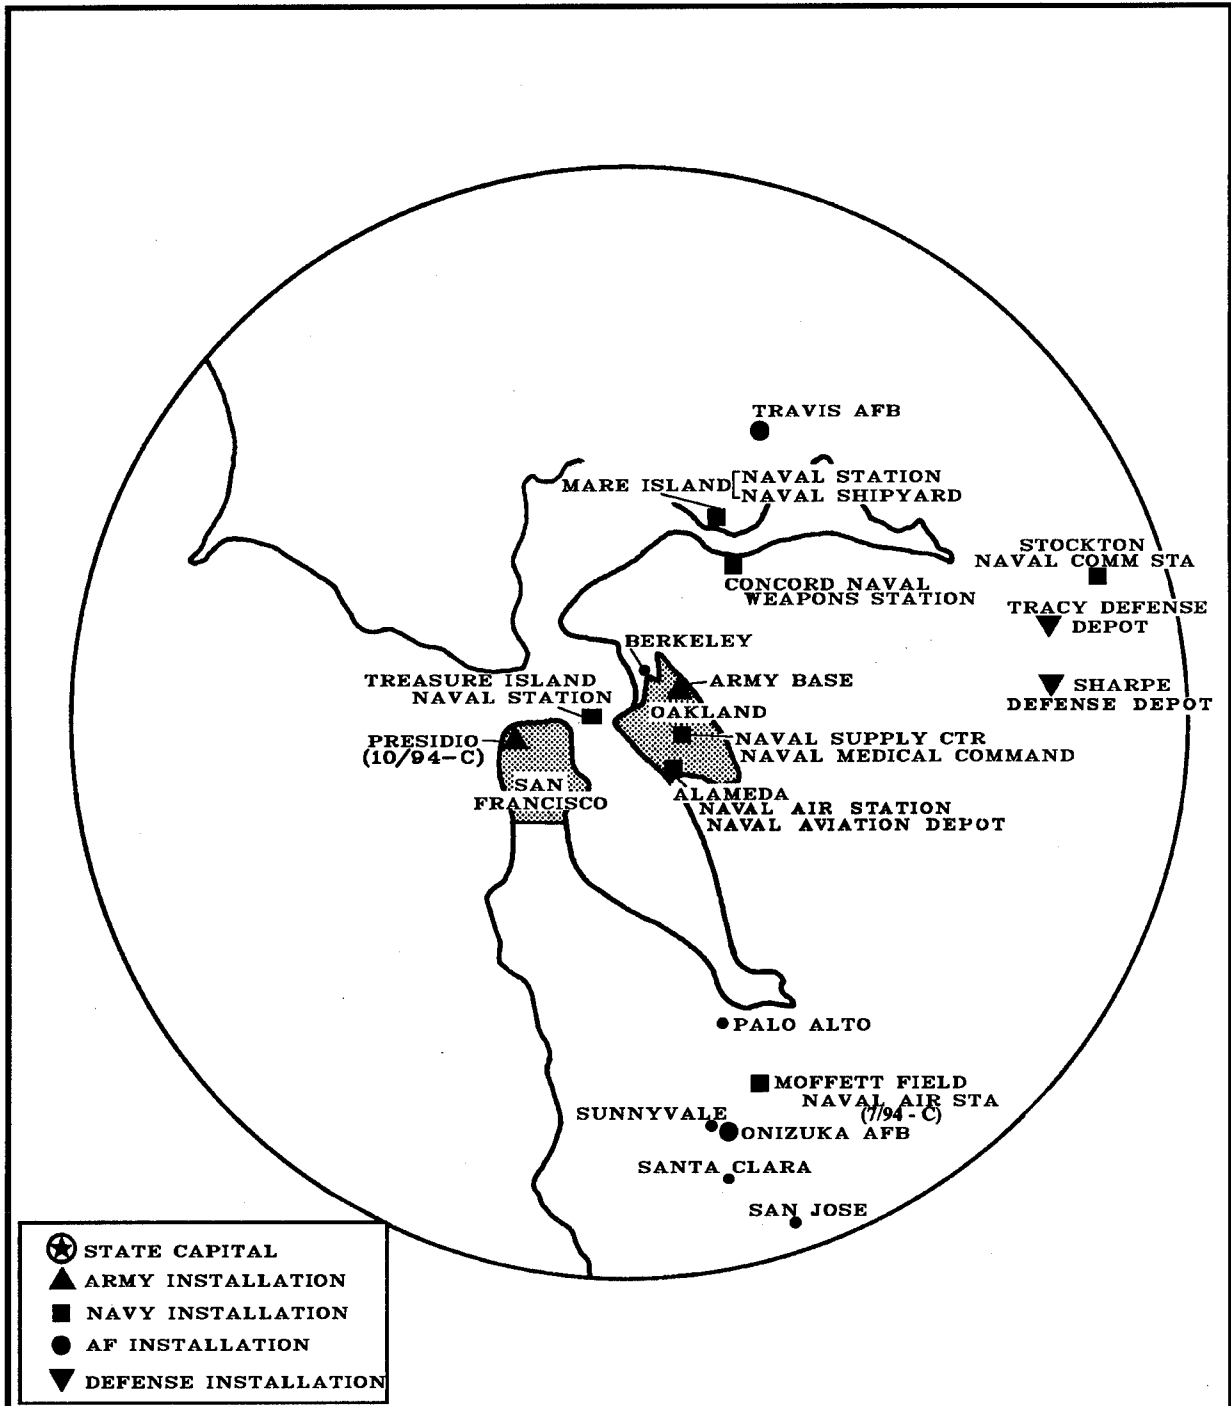 TRAVIS AFB
MARE ISLAND
NAVAL STATION
NAVAL SHIPYARD
STOCKTON
NAVAL COMM STA
CONCORD NAVAL
WEAPONS STATION
TRACY DEFENSE
DEPOT
BERKELEY
TREASURE ISLAND
NAVAL STATION
ARMY BASE
SHARPE
DEFENSE DEPOT
OAKLAND
PRESIDIO
(10/94-C)
NAVAL SUPPLY CTR
NAVAL MEDICAL COMMAND
SAN
FRANCISCO
ALAMEDA
NAVAL AIR STATION
NAVAL AVIATION DEPOT
PALO ALTO
MOFFETT FIELD
NAVAL AIR STA
(7/94 - C)
SUNNYVALE
ONIZUKA AFB
SANTA CLARA
SAN JOSE
STATE CAPITAL
ARMY INSTALLATION
NAVY INSTALLATION
AF INSTALLATION
DEFENSE INSTALLATION